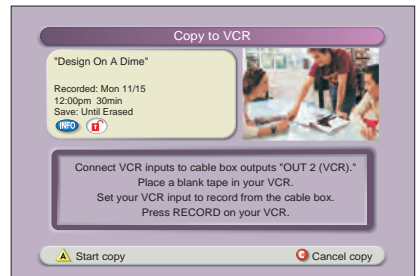 Copy to VCR
"Design On A Dime"
Recorded: Mon 11/15
12:00pm 30min
Save: Until Erased
INFO
Connect VCR inputs to cable box outputs "OUT 2 (VCR)."
Place a blank tape in your VCR.
Set your VCR input to record from the cable box.
Press RECORD on your VCR.
A Start copy
C Cancel copy